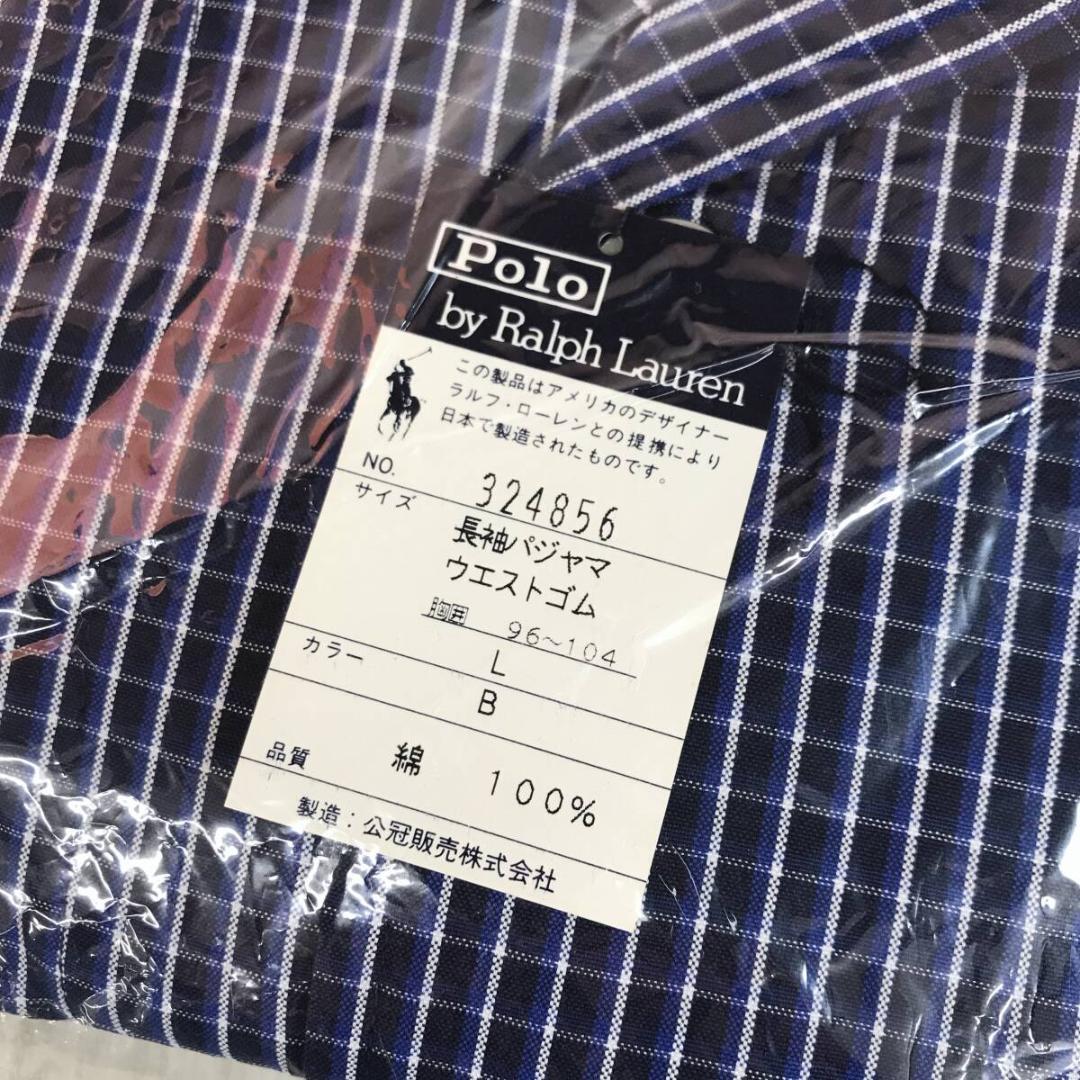 Polo
by Ralph Lauren
この製品はアメリカのデザイナー
ラルフ・ローレンとの提携により
日本で製造されたものです。
NO. 324856
サイズ 長袖パジャマ
ウエストゴム
胸囲 96~104
L
カラー B
品質 綿 100%
製造：公冠販売株式会社